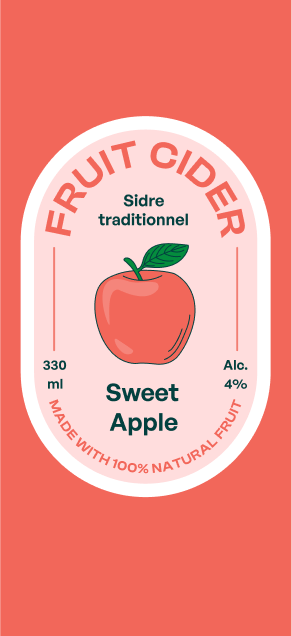 FRUIT CIDER
Sidre
traditionnel
330
ml
Alc.
4%
Sweet
Apple
MADE WITH 100% NATURAL FRUIT